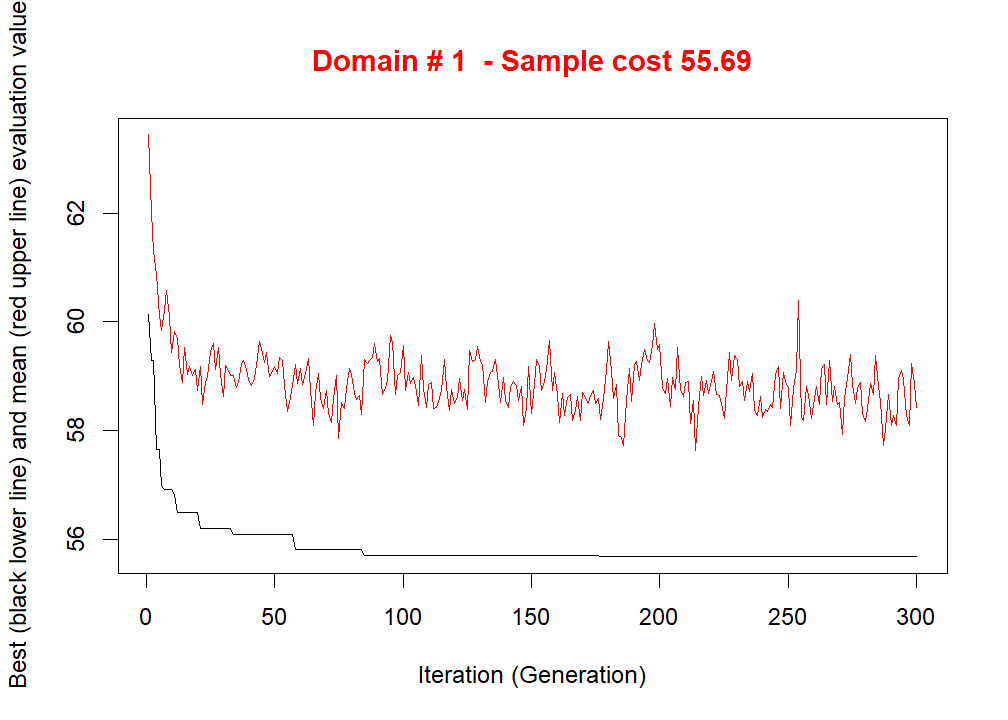 Domain # 1  - Sample cost 55.69
Best (black lower line) and mean (red upper line) evaluation value
62
60
58
56
0 50 100 150 200 250 300
Iteration (Generation)